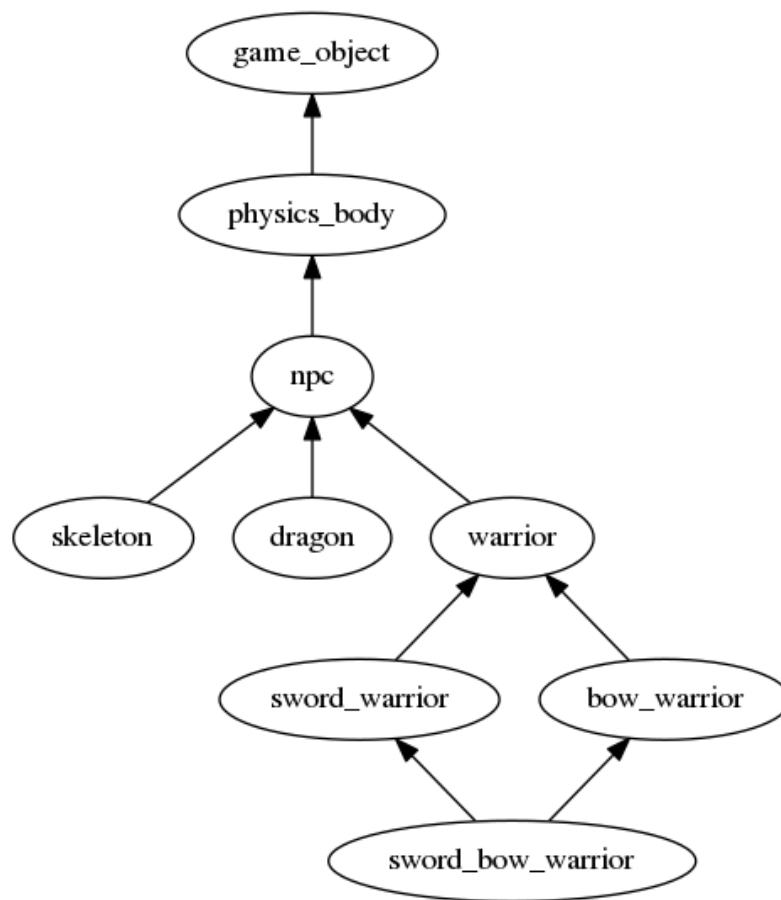 game_object
physics_body
npc
skeleton
dragon
warrior
sword_warrior
bow_warrior
sword_bow_warrior